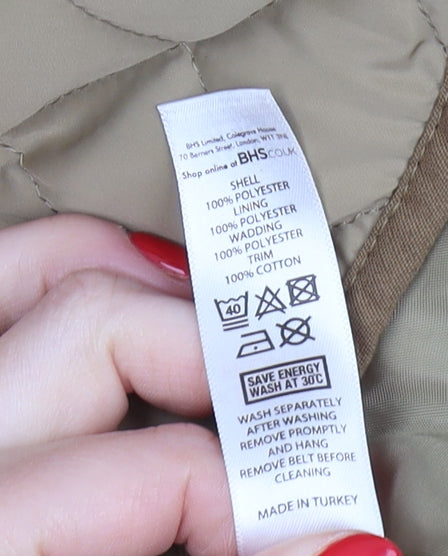 BHS Limited, Colegrave House
70 Berners Street, London, W1T 3NL
Shop online at BHS.CO.UK
SHELL
100% POLYESTER
LINING
100% POLYESTER
WADDING
100% POLYESTER
TRIM
100% COTTON
40
SAVE ENERGY
WASH AT 30°C
WASH SEPARATELY
AFTER WASHING
REMOVE PROMPTLY
AND HANG
REMOVE BELT BEFORE
CLEANING
MADE IN TURKEY